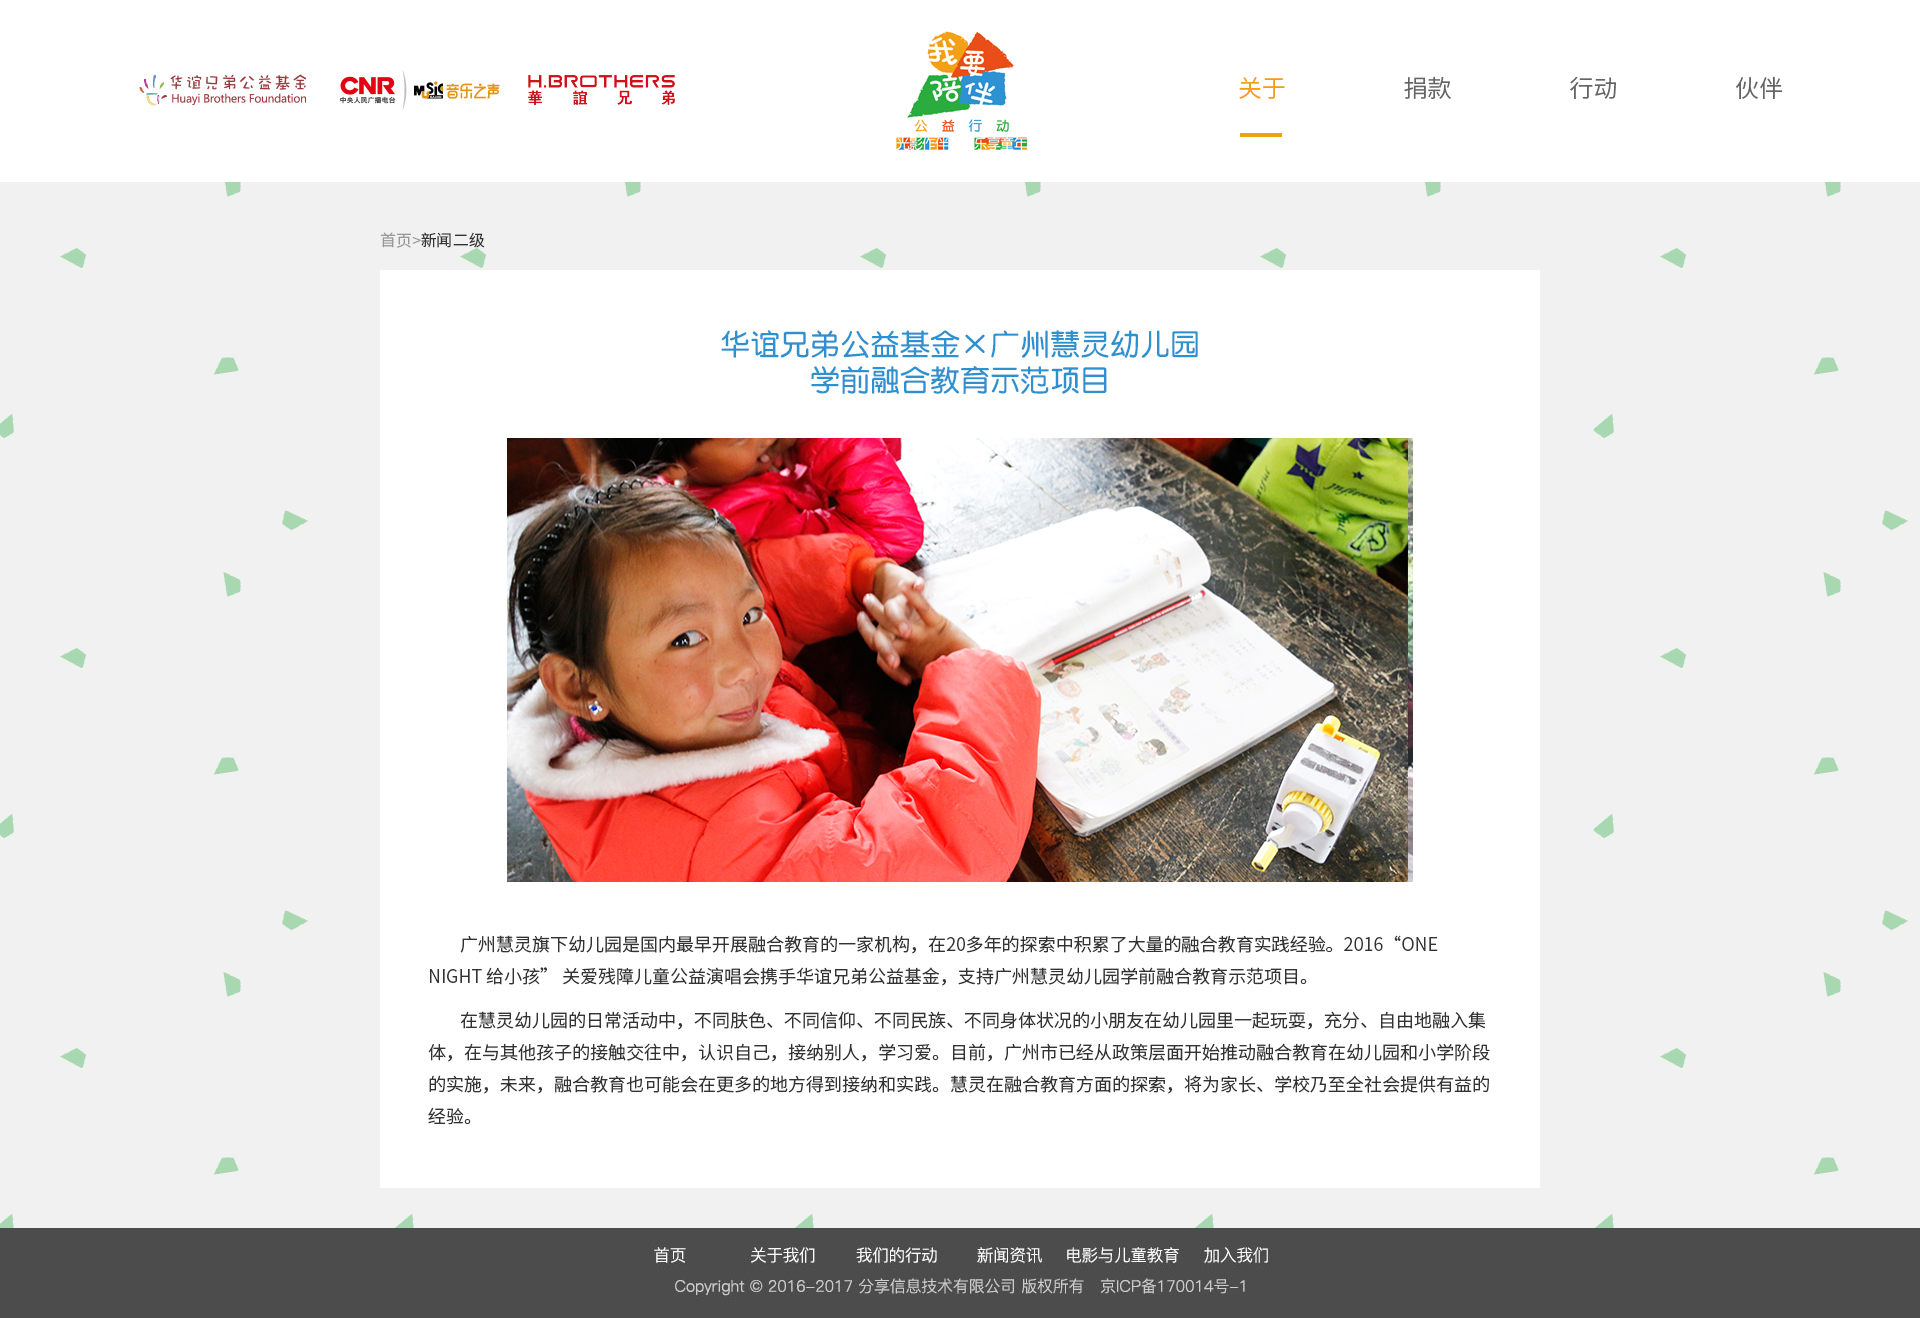 华谊兄弟公益基金
Huayi Brothers Foundation
CNR
中央人民广播电台
MUSIC 音乐之声
H.BROTHERS
華誼兄弟
我要
陪伴
公益行动
光影作伴 乐享童年
关于 捐款 行动 伙伴
首页>新闻二级
华谊兄弟公益基金×广州慧灵幼儿园
学前融合教育示范项目
广州慧灵旗下幼儿园是国内最早开展融合教育的一家机构，在20多年的探索中积累了大量的融合教育实践经验。2016“ONE
NIGHT 给小孩” 关爱残障儿童公益演唱会携手华谊兄弟公益基金，支持广州慧灵幼儿园学前融合教育示范项目。
在慧灵幼儿园的日常活动中，不同肤色、不同信仰、不同民族、不同身体状况的小朋友在幼儿园里一起玩耍，充分、自由地融入集
体，在与其他孩子的接触交往中，认识自己，接纳别人，学习爱。目前，广州市已经从政策层面开始推动融合教育在幼儿园和小学阶段
的实施，未来，融合教育也可能会在更多的地方得到接纳和实践。慧灵在融合教育方面的探索，将为家长、学校乃至全社会提供有益的
经验。
首页 关于我们 我们的行动 新闻资讯 电影与儿童教育 加入我们
Copyright © 2016-2017 分享信息技术有限公司 版权所有 京ICP备170014号-1